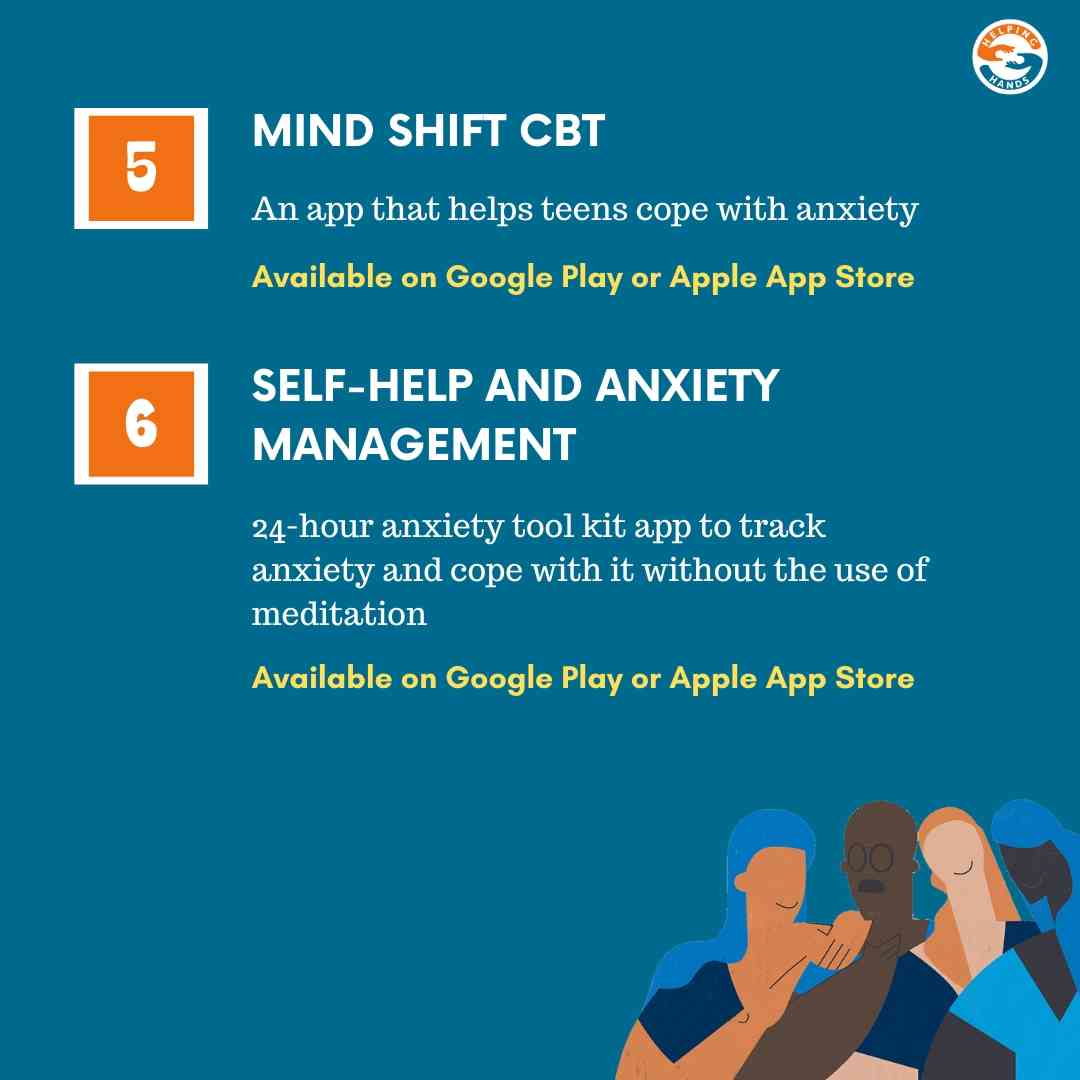 HELPING
HANDS
5
MIND SHIFT CBT
An app that helps teens cope with anxiety
Available on Google Play or Apple App Store
6
SELF-HELP AND ANXIETY
MANAGEMENT
24-hour anxiety tool kit app to track
anxiety and cope with it without the use of
meditation
Available on Google Play or Apple App Store